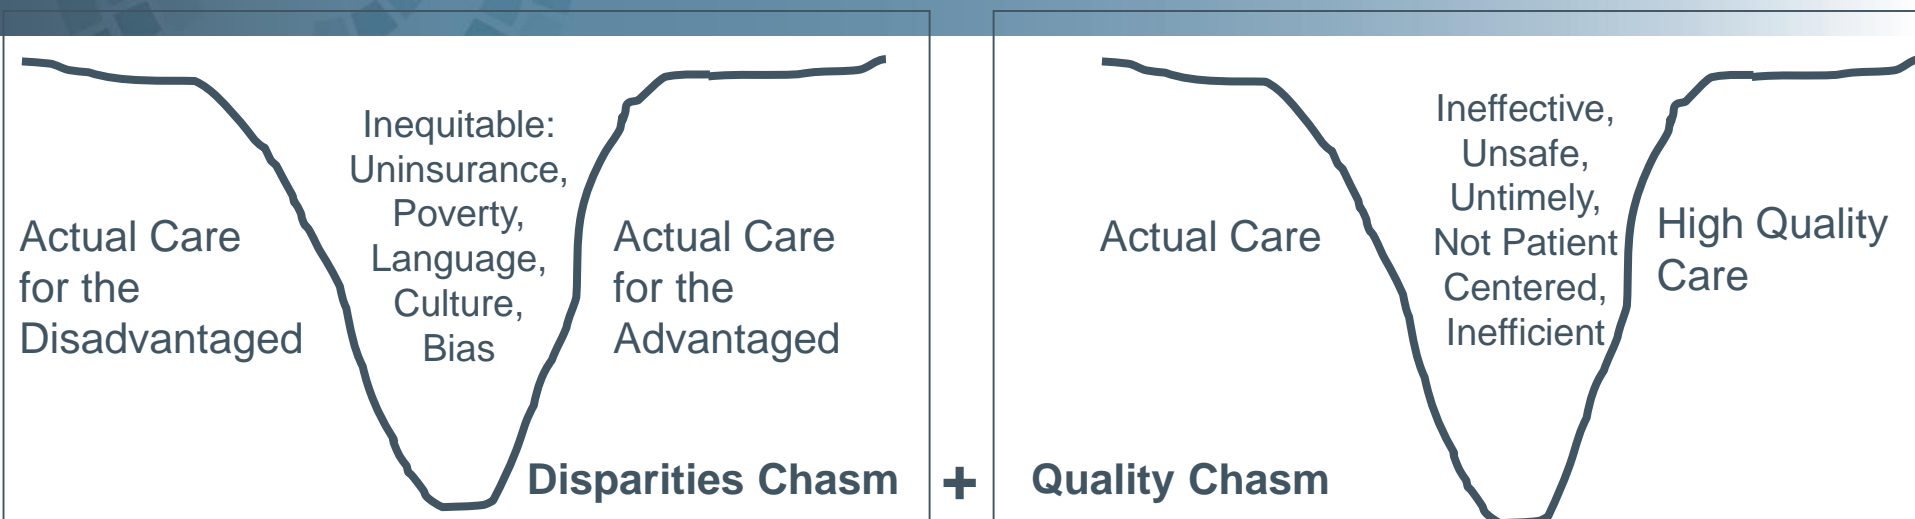 Inequitable:
Uninsurance,
Poverty,
Language,
Culture,
Bias
Actual Care
for the
Disadvantaged
Actual Care
for the
Advantaged
Disparities Chasm
+
Ineffective,
Unsafe,
Untimely,
Not Patient
Centered,
Inefficient
Actual Care
High Quality
Care
Quality Chasm